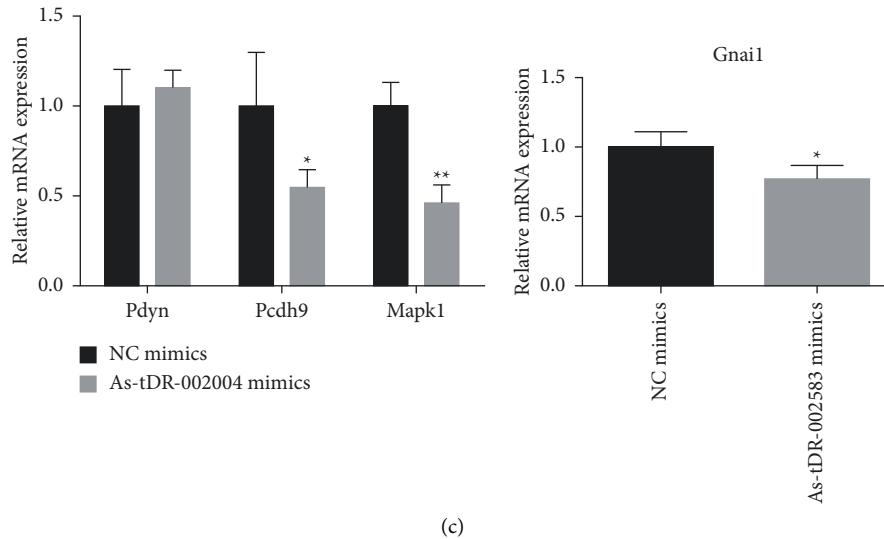 Relative mRNA expression
1.5
1.0
0.5
0.0
*
**
Pdyn
Pcdh9
Mapk1
NC mimics
As-tDR-002004 mimics
Gnai1
Relative mRNA expression
1.5
1.0
0.5
0.0
*
NC mimics
As-tDR-002583 mimics
(c)